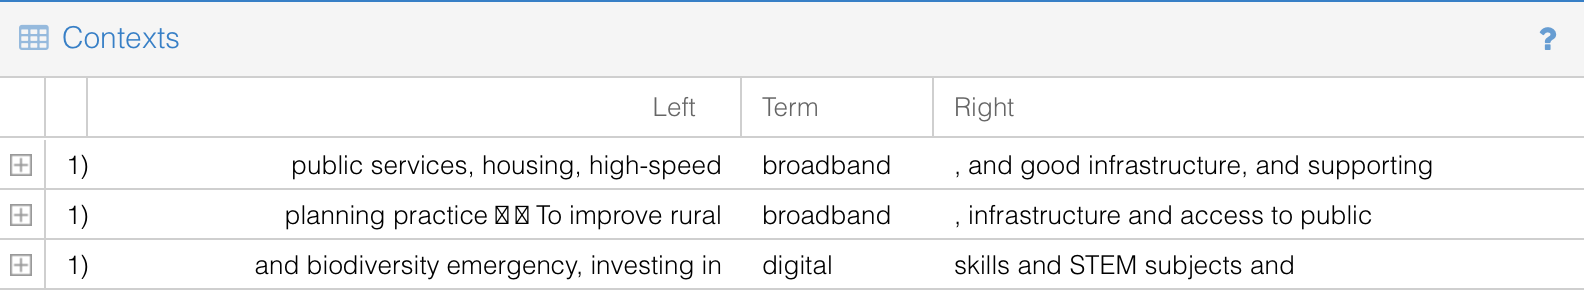 Contexts ?
Left Term Right
1) public services, housing, high-speed broadband , and good infrastructure, and supporting
1) planning practice To improve rural broadband , infrastructure and access to public
1) and biodiversity emergency, investing in digital skills and STEM subjects and